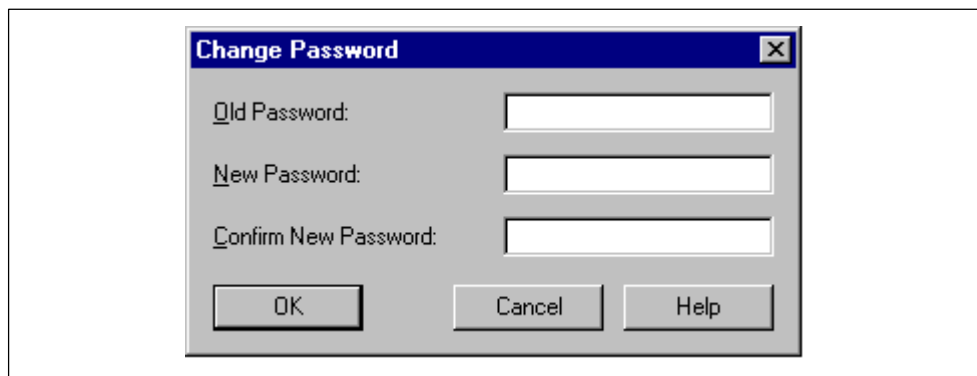 Change Password
Old Password:
New Password:
Confirm New Password:
OK Cancel Help